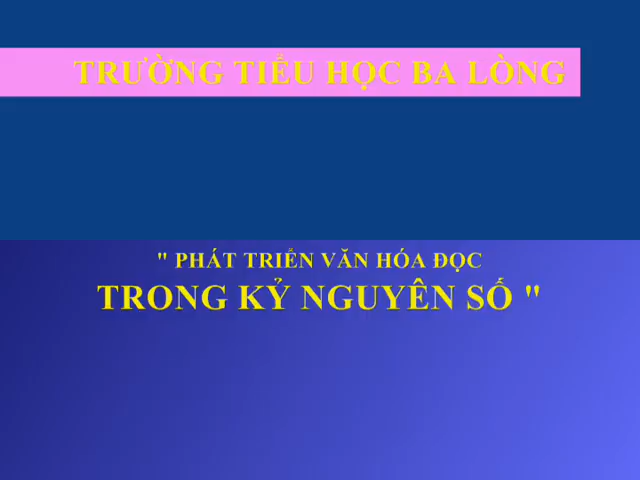 TRƯỜNG TIỂU HỌC BA LÒNG
" PHÁT TRIỂN VĂN HÓA ĐỌC
TRONG KỶ NGUYÊN SỐ "